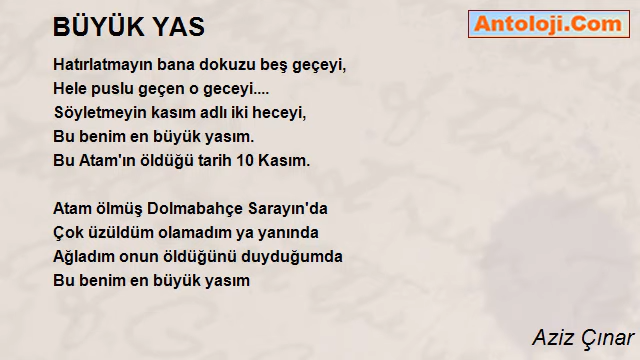 BÜYÜK YAS
Antoloji.Com
Hatırlatmayın bana dokuzu beş geçeyi,
Hele puslu geçen o geceyi....
Söyletmeyin kasım adlı iki heceyi,
Bu benim en büyük yasım.
Bu Atam'ın öldüğü tarih 10 Kasım.

Atam ölmüş Dolmabahçe Sarayın'da
Çok üzüldüm olamadım ya yanında
Ağladım onun öldüğünü duyduğumda
Bu benim en büyük yasım
Aziz Çınar